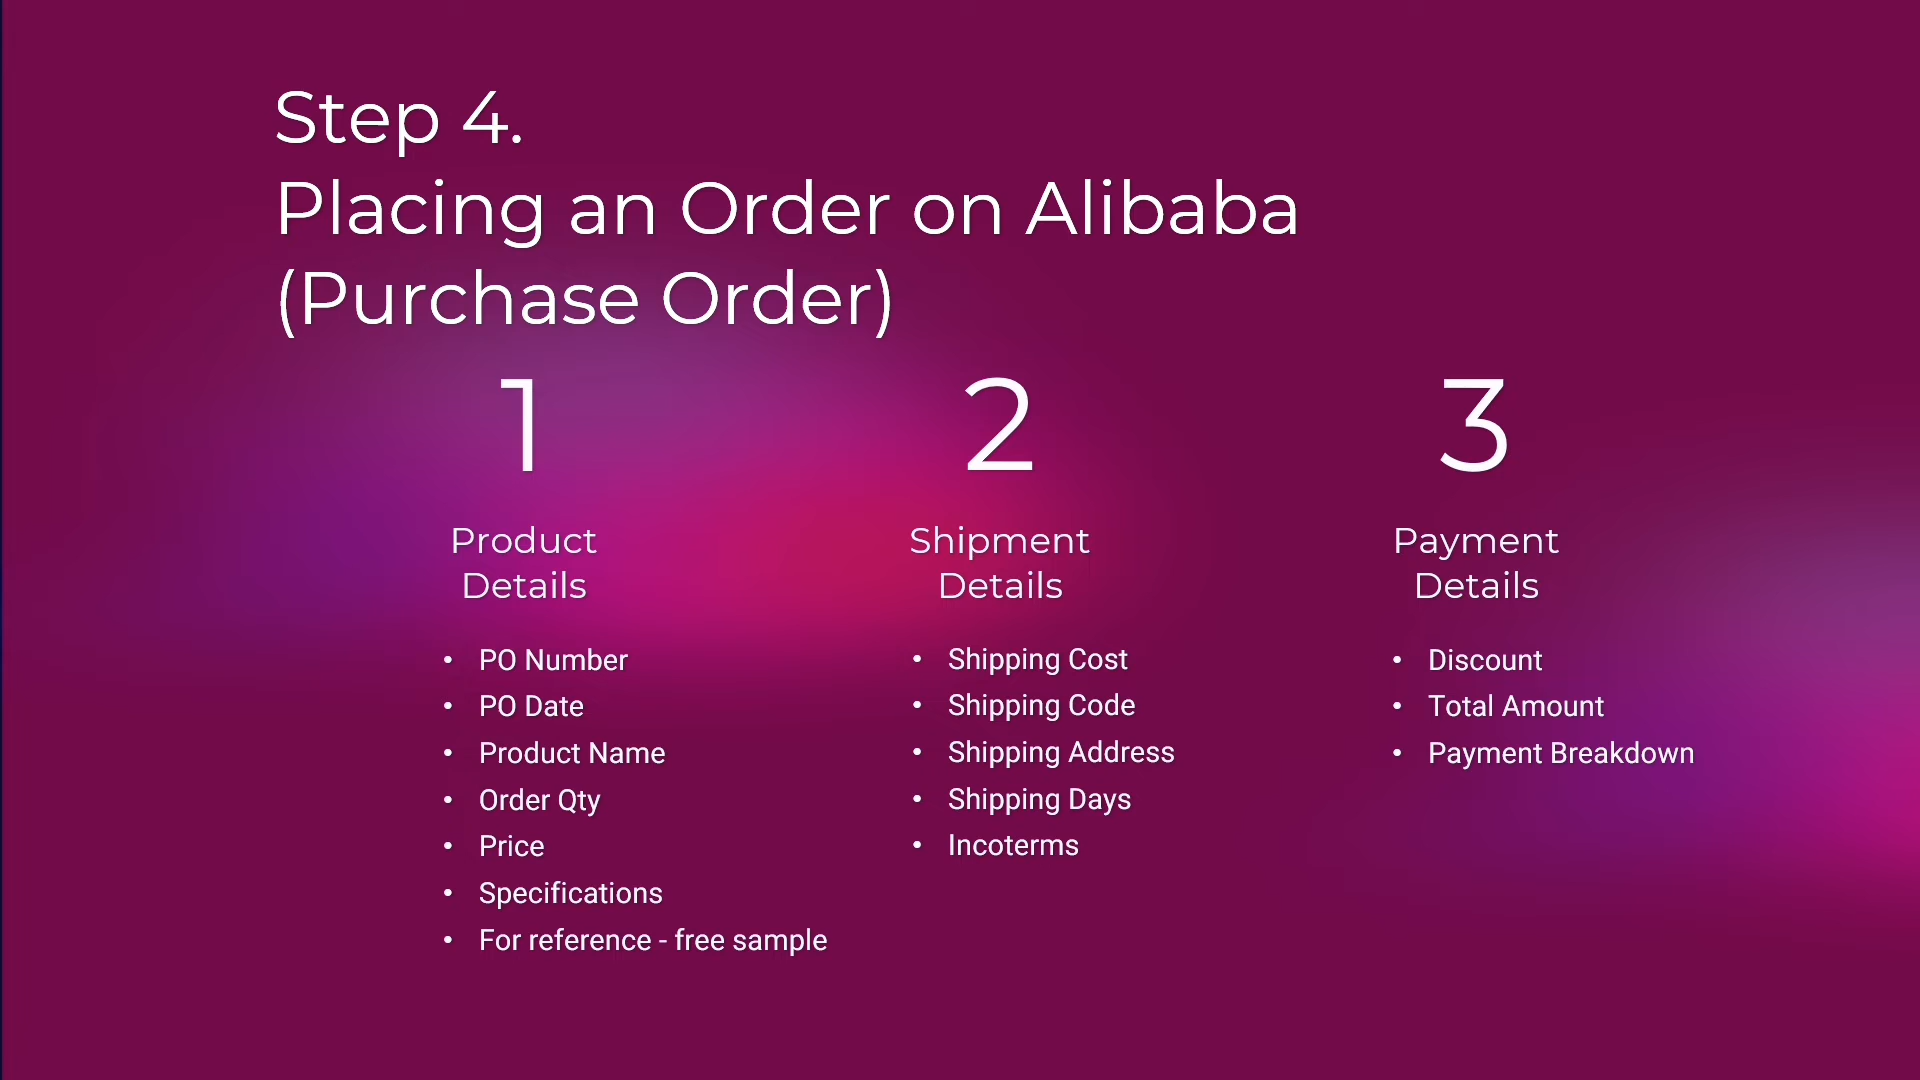 Step 4.
Placing an Order on Alibaba
(Purchase Order)
1
Product
Details
• PO Number
• PO Date
• Product Name
• Order Qty
• Price
• Specifications
• For reference - free sample
2
Shipment
Details
• Shipping Cost
• Shipping Code
• Shipping Address
• Shipping Days
• Incoterms
3
Payment
Details
• Discount
• Total Amount
• Payment Breakdown